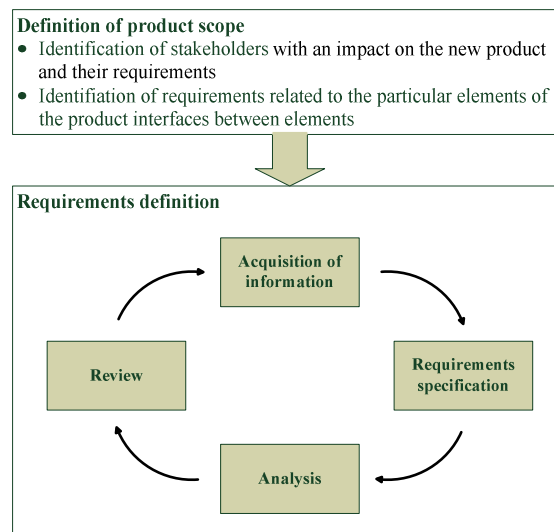 Definition of product scope
• Identification of stakeholders with an impact on the new product
and their requirements
• Identifiation of requirements related to the particular elements of
the product interfaces between elements
Requirements definition
Acquisition of
information
Requirements
specification
Analysis
Review